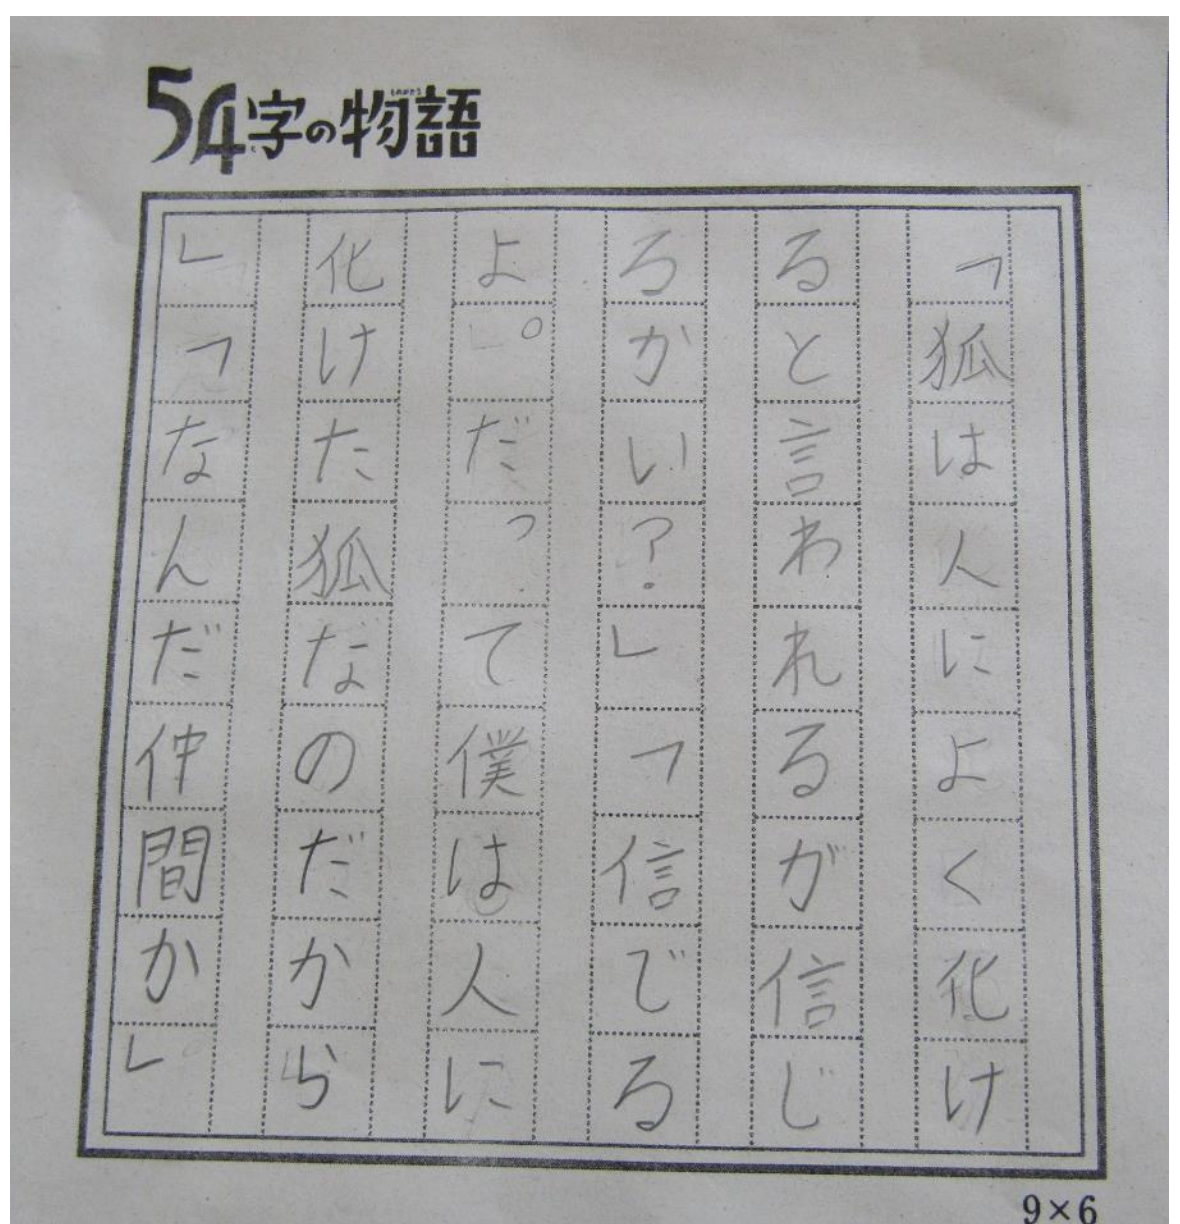 54字の物語
「狐は人によく化け
ると言われるが信じ
ろかい？」「信でる
よ。だって僕は人に
化けた狐なのだから
」「なんだ仲間か」
9×6